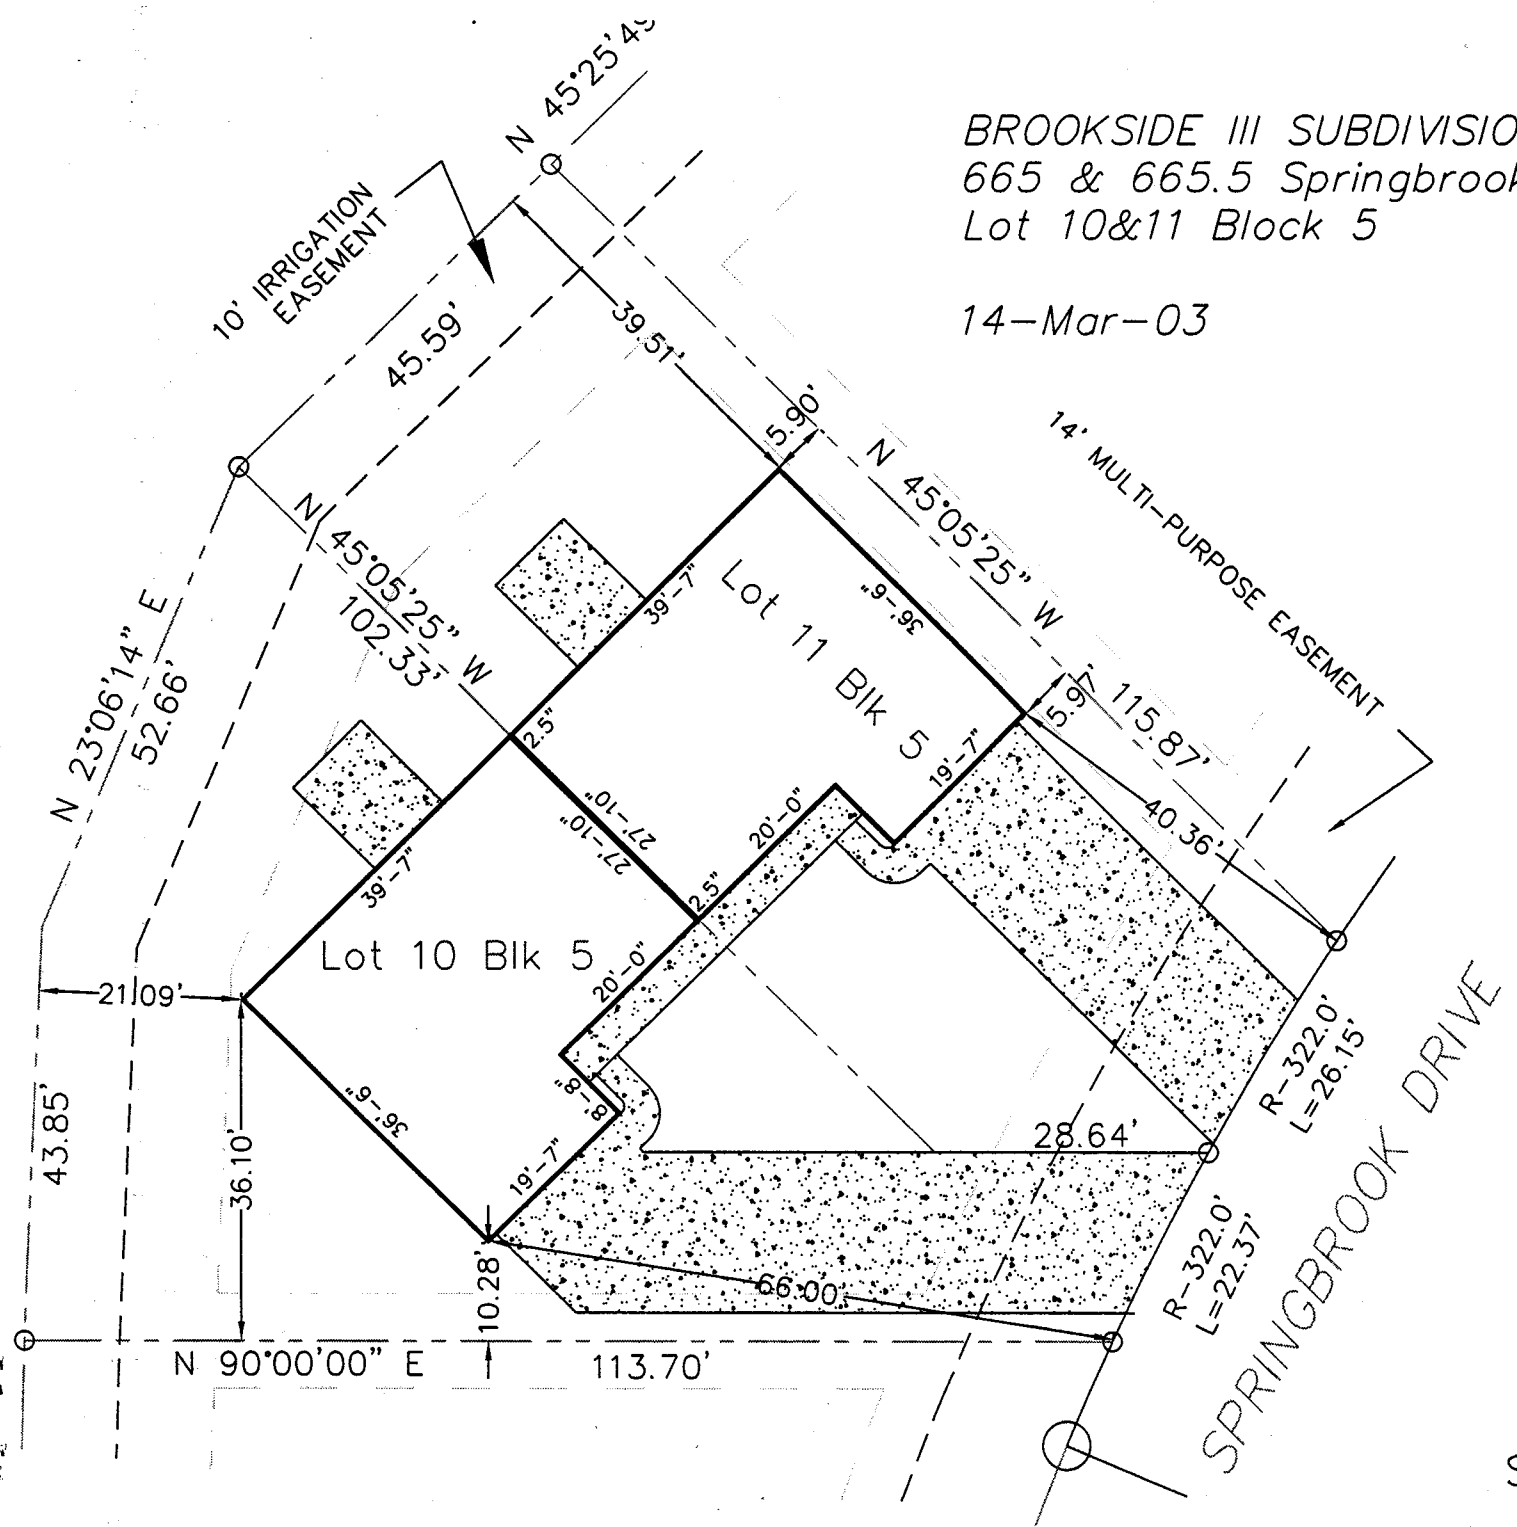 BROOKSIDE III SUBDIVISIO
665 & 665.5 Springbrook
Lot 10&11 Block 5
14-Mar-03
N 45°25'49
10' IRRIGATION
EASEMENT
45.59'
39.51'
5.90'
N 45°05'25" W
115.87'
14' MULTI-PURPOSE EASEMENT
N 45°05'25" W
102.33'
N 23°06'14" E
52.66'
39'-7"
Lot 11 Blk 5
36'-6"
5.97'
19'-7"
40.36'
2.5"
27'-10"
27'-10"
20'-0"
2.5"
39'-7"
Lot 10 Blk 5
20'-0"
21.09'
8'-8"
36'-6"
19'-7"
43.85'
36.10'
10.28'
28.64'
66.00'
R-322.0'
L=26.15'
R-322.0'
L=22.37'
SPRINGBROOK DRIVE
N 90°00'00" E
113.70'